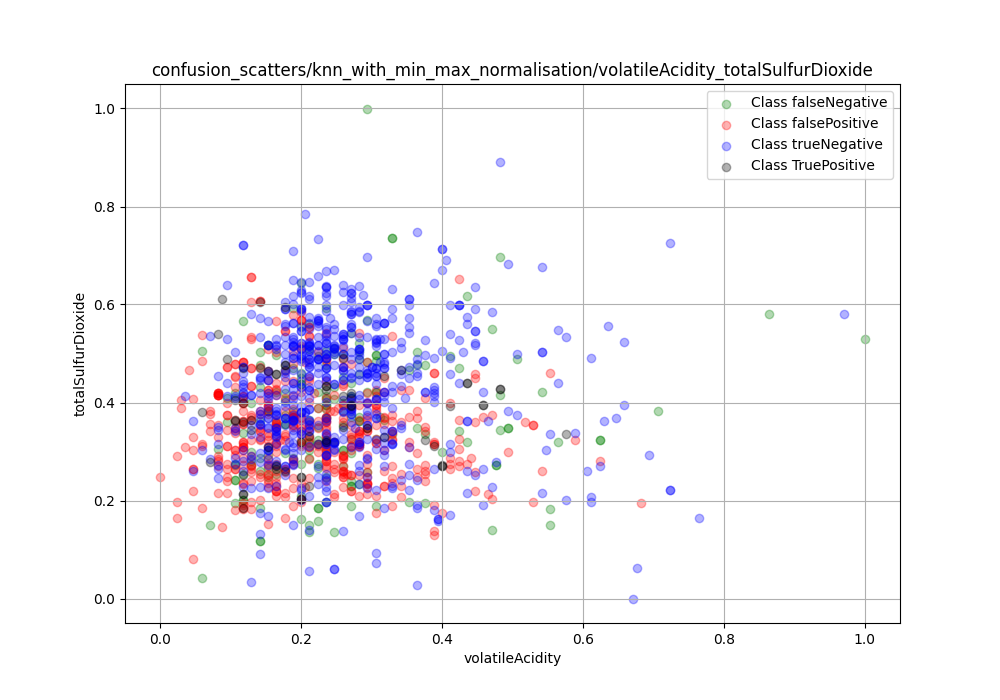 confusion_scatters/knn_with_min_max_normalisation/volatileAcidity_totalSulfurDioxide
Class falseNegative
Class falsePositive
Class trueNegative
Class TruePositive
1.0
0.8
0.6
0.4
0.2
0.0
totalSulfurDioxide
0.0 0.2 0.4 0.6 0.8 1.0
volatileAcidity